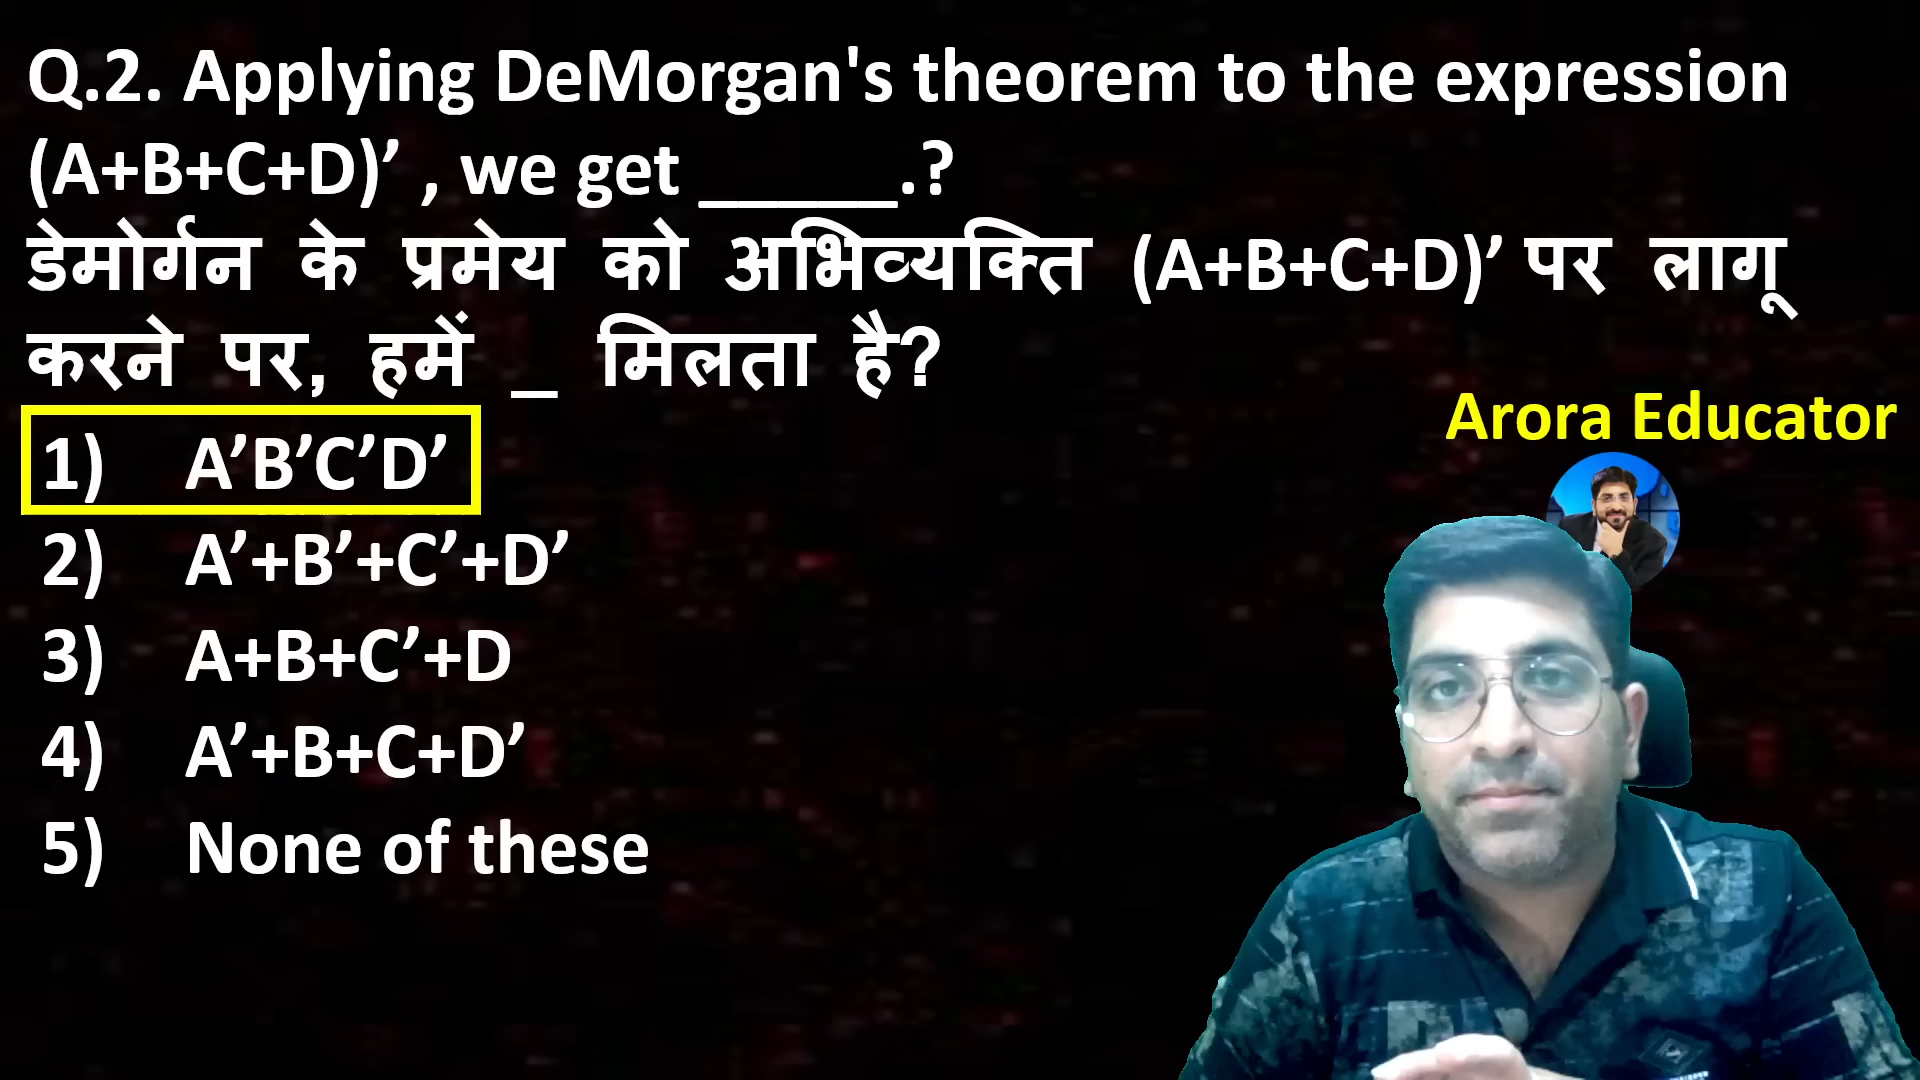 Q.2. Applying DeMorgan's theorem to the expression
(A+B+C+D)’ , we get _____.?
डेमोर्गन के प्रमेय को अभिव्यक्ति (A+B+C+D)’ पर लागू
करने पर, हमें _ मिलता है?
Arora Educator
1) A’B’C’D’
2) A’+B’+C’+D’
3) A+B+C’+D
4) A’+B+C+D’
5) None of these